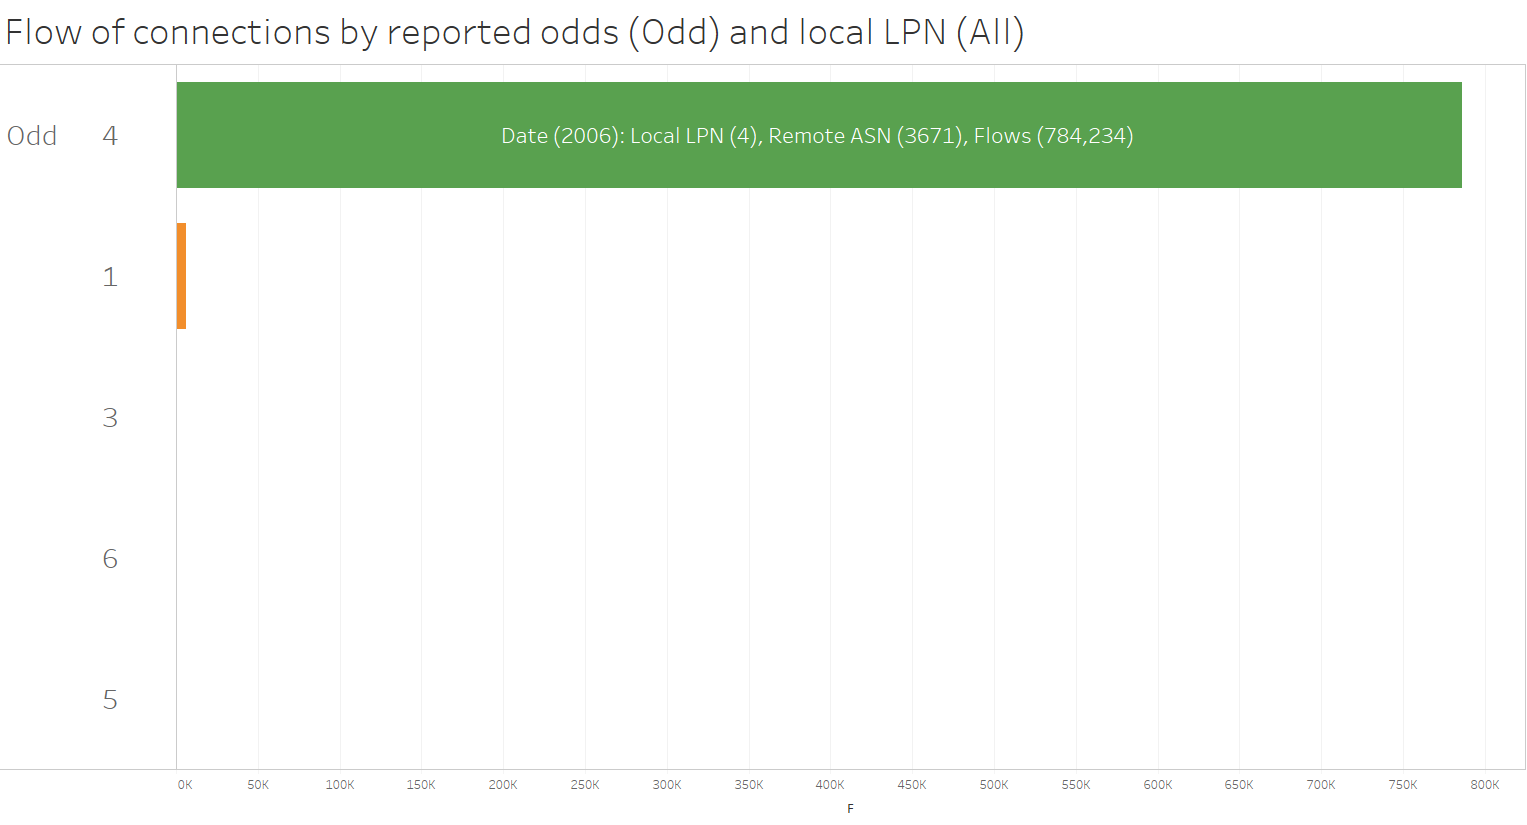 Flow of connections by reported odds (Odd) and local LPN (All)
Odd 4 Date (2006): Local LPN (4), Remote ASN (3671), Flows (784,234)
1
3
6
5
0K 50K 100K 150K 200K 250K 300K 350K 400K 450K 500K 550K 600K 650K 700K 750K 800K
F